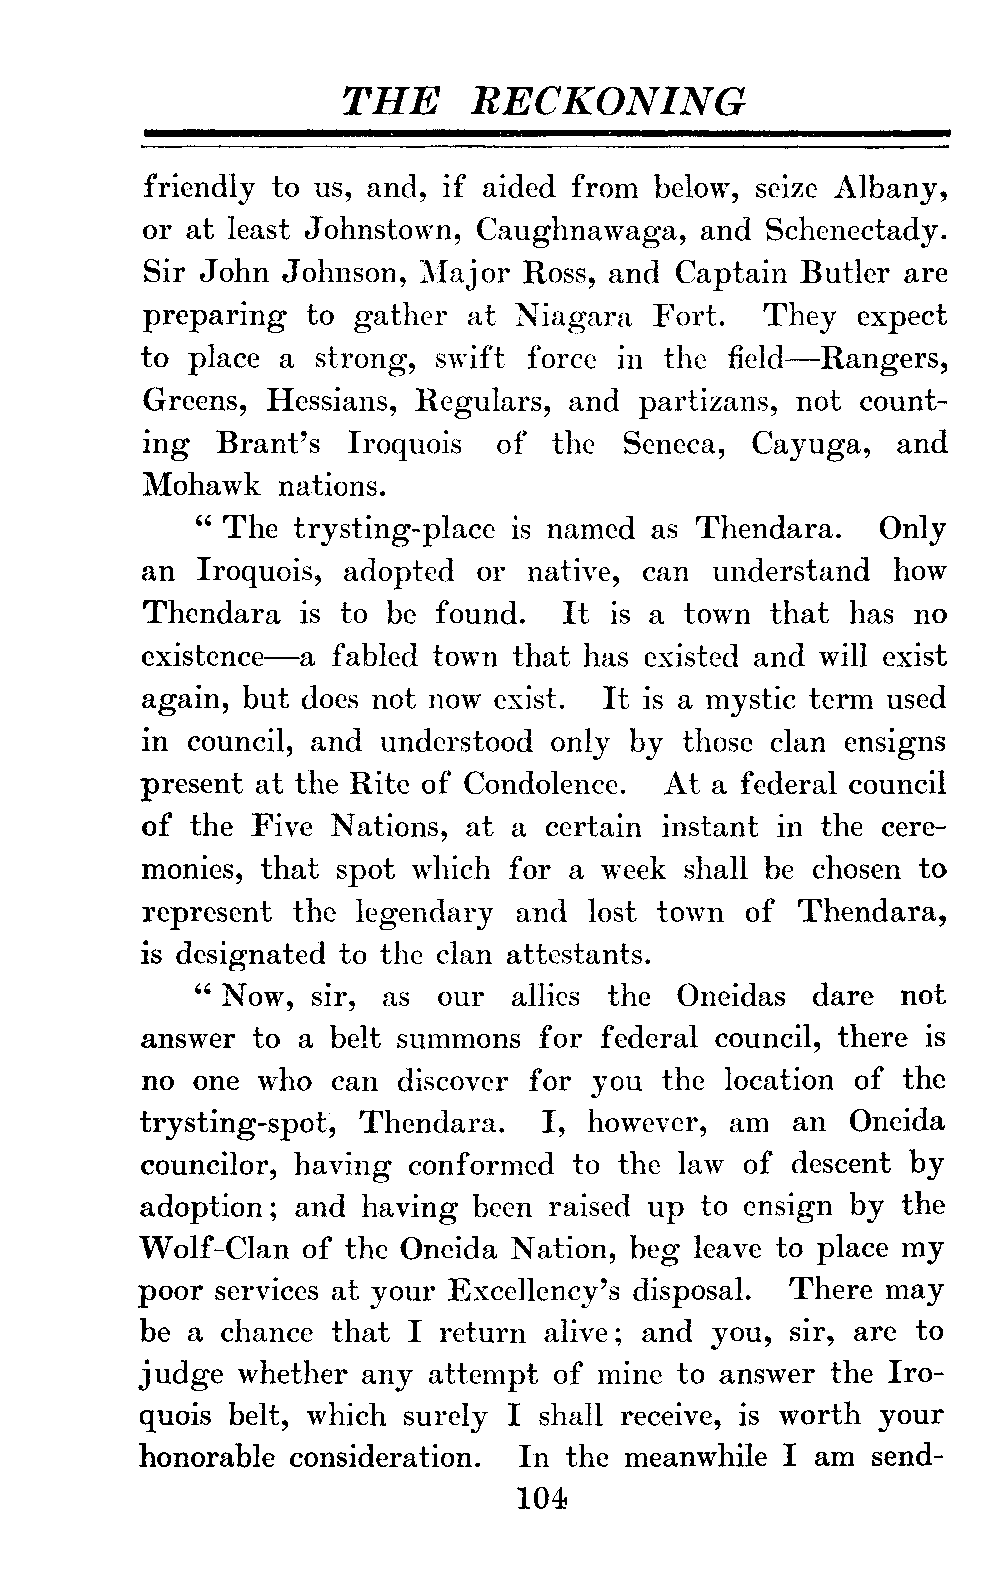 THE RECKONING
friendly to us, and, if aided from below, seize Albany,
or at least Johnstown, Caughnawaga, and Schenectady.
Sir John Johnson, Major Ross, and Captain Butler are
preparing to gather at Niagara Fort. They expect
to place a strong, swift force in the field—Rangers,
Greens, Hessians, Regulars, and partizans, not count-
ing Brant's Iroquois of the Seneca, Cayuga, and
Mohawk nations.
“ The trysting-place is named as Thendara. Only
an Iroquois, adopted or native, can understand how
Thendara is to be found. It is a town that has no
existence—a fabled town that has existed and will exist
again, but does not now exist. It is a mystic term used
in council, and understood only by those clan ensigns
present at the Rite of Condolence. At a federal council
of the Five Nations, at a certain instant in the cere-
monies, that spot which for a week shall be chosen to
represent the legendary and lost town of Thendara,
is designated to the clan attestants.
“ Now, sir, as our allies the Oneidas dare not
answer to a belt summons for federal council, there is
no one who can discover for you the location of the
trysting-spot, Thendara. I, however, am an Oneida
councilor, having conformed to the law of descent by
adoption; and having been raised up to ensign by the
Wolf-Clan of the Oneida Nation, beg leave to place my
poor services at your Excellency's disposal. There may
be a chance that I return alive; and you, sir, are to
judge whether any attempt of mine to answer the Iro-
quois belt, which surely I shall receive, is worth your
honorable consideration. In the meanwhile I am send-
104